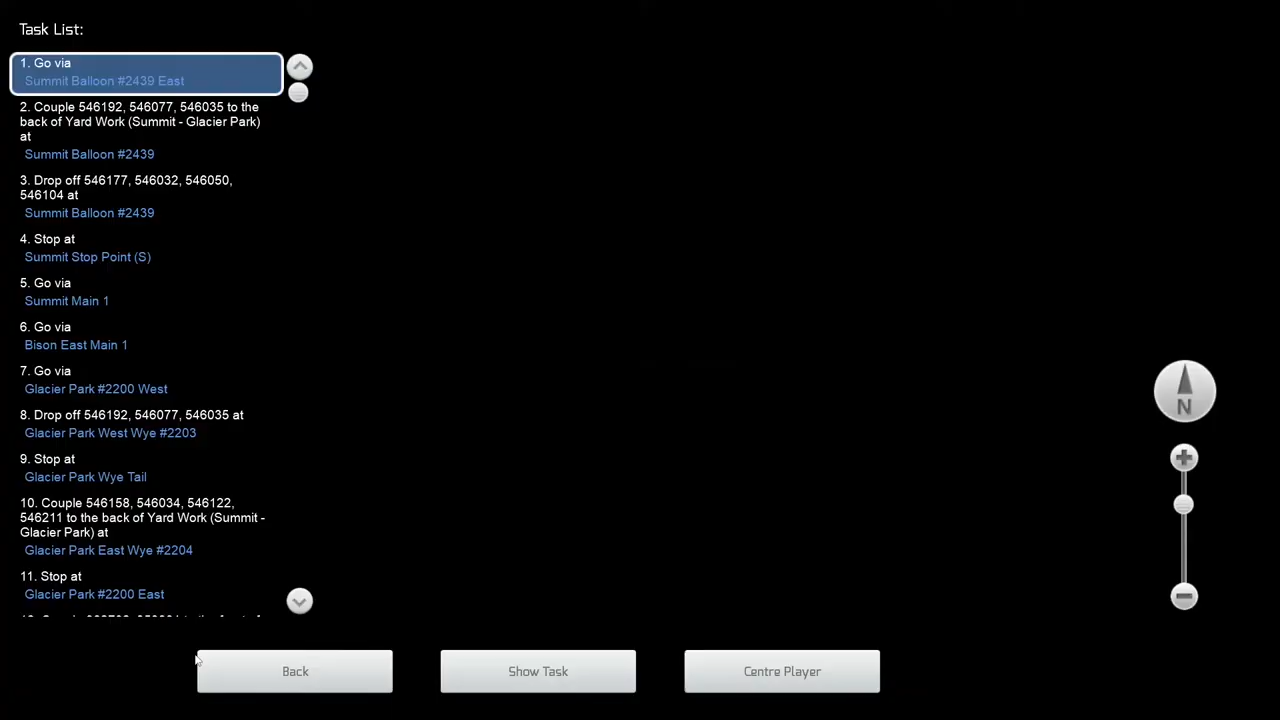 Task List:
1. Go via
Summit Balloon #2439 East
2. Couple 546192, 546077, 546035 to the
back of Yard Work (Summit - Glacier Park)
at
Summit Balloon #2439
3. Drop off 546177, 546032, 546050,
546104 at
Summit Balloon #2439
4. Stop at
Summit Stop Point (S)
5. Go via
Summit Main 1
6. Go via
Bison East Main 1
7. Go via
Glacier Park #2200 West
8. Drop off 546192, 546077, 546035 at
Glacier Park West Wye #2203
9. Stop at
Glacier Park Wye Tail
10. Couple 546158, 546034, 546122,
546211 to the back of Yard Work (Summit -
Glacier Park) at
Glacier Park East Wye #2204
11. Stop at
Glacier Park #2200 East
N
Back
Show Task
Centre Player